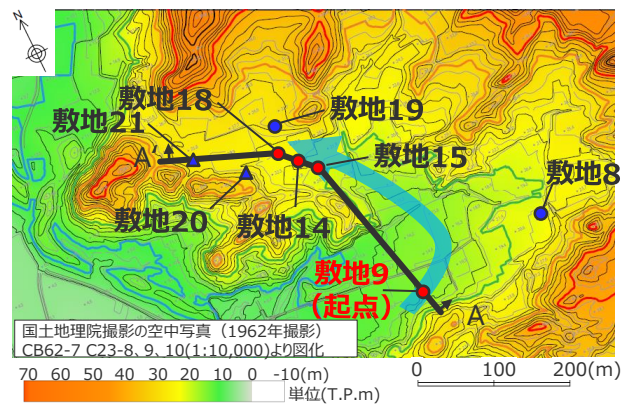 N
敷地18
敷地19
敷地21
A'
敷地15
敷地8
敷地20
敷地14
敷地9
(起点)
A
国土地理院撮影の空中写真(1962年撮影)
CB62-7 C23-8、9、10(1:10,000)より図化
70 60 50 40 30 20 10 0 -10(m)
単位(T.P.m)
0 100 200(m)